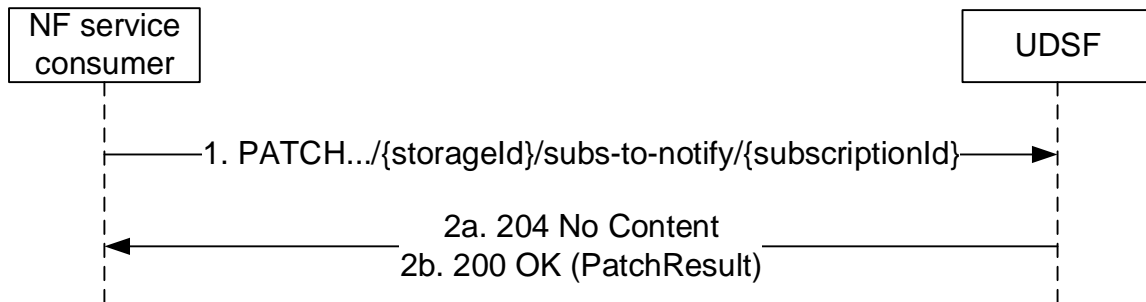 NF service
consumer
UDSF
1. PATCH.../{storageId}/subs-to-notify/{subscriptionId}
2a. 204 No Content
2b. 200 OK (PatchResult)